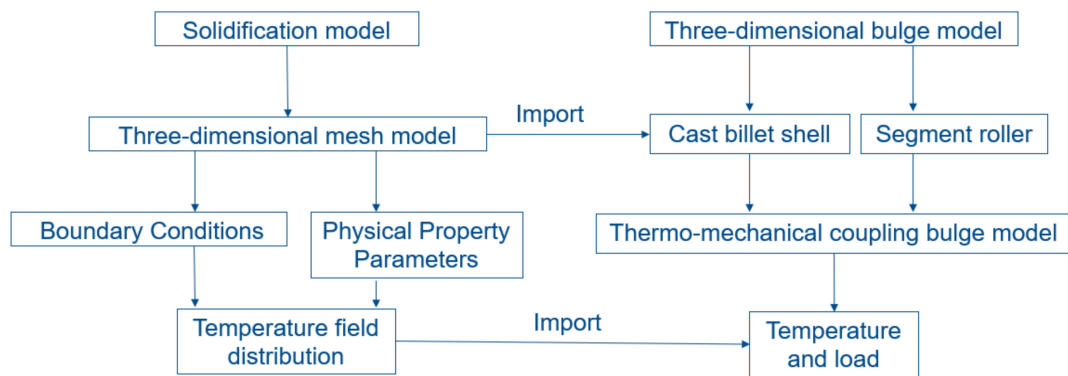 Solidification model
Three-dimensional bulge model
Import
Three-dimensional mesh model
Cast billet shell
Segment roller
Boundary Conditions
Physical Property
Parameters
Thermo-mechanical coupling bulge model
Import
Temperature field
distribution
Temperature
and load